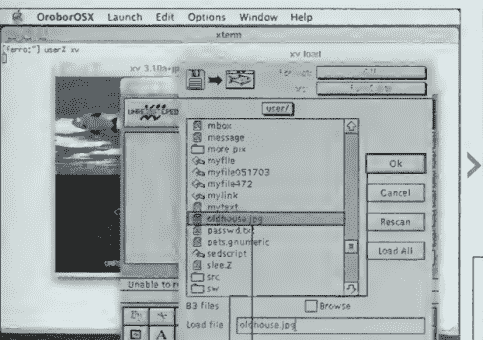 OroborOSX Launch Edit Options Window Help
xterm
user2 xv
xv load
xv 3.10a
user/
mbox
message
more pix
myfile
myfile051703
myfile472
mylink
mytext
oldhouse.jpg
passwd.txt
pets.gnumeric
sedscript
slee.Z
src
sw
Ok
Cancel
Rescan
Load All
Unable to
83 files
Browse
Load file oldhouse.jpg
A